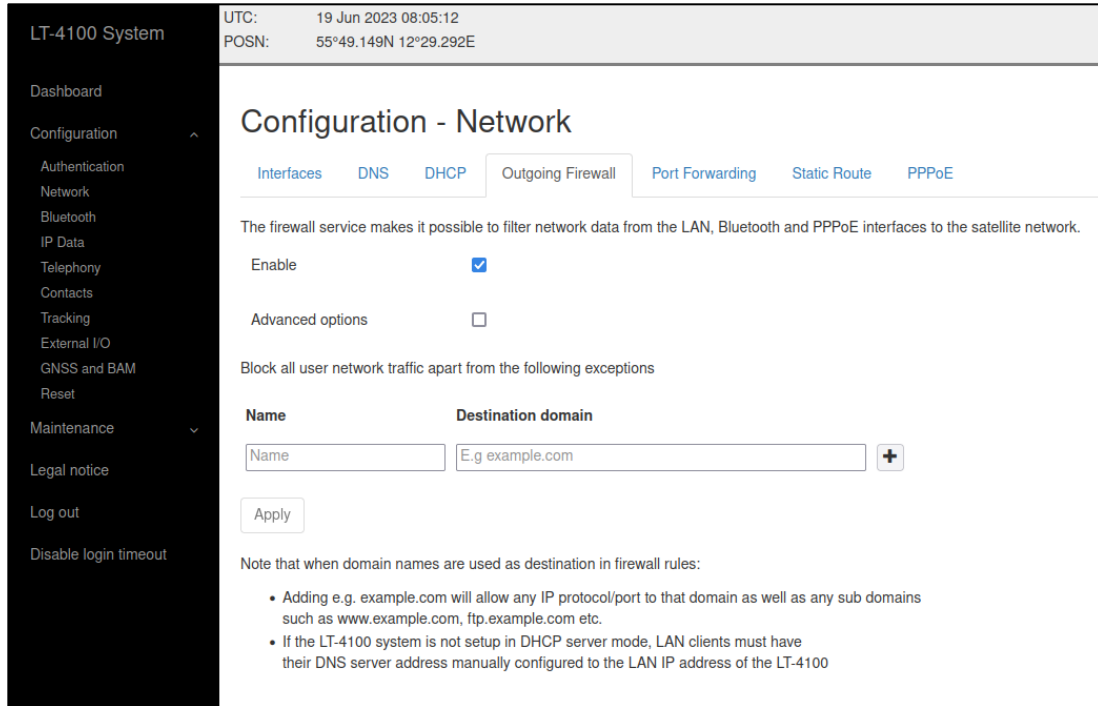 LT-4100 System
Dashboard
Configuration
Authentication
Network
Bluetooth
IP Data
Telephony
Contacts
Tracking
External I/O
GNSS and BAM
Reset
Maintenance
Legal notice
Log out
Disable login timeout
UTC: 19 Jun 2023 08:05:12
POSN: 55°49.149N 12°29.292E
Configuration - Network
Interfaces DNS DHCP Outgoing Firewall Port Forwarding Static Route PPPoE
The firewall service makes it possible to filter network data from the LAN, Bluetooth and PPPoE interfaces to the satellite network.
Enable
Advanced options
Block all user network traffic apart from the following exceptions
Name Destination domain
Name E.g example.com
Apply
Note that when domain names are used as destination in firewall rules:
• Adding e.g. example.com will allow any IP protocol/port to that domain as well as any sub domains
such as www.example.com, ftp.example.com etc.
• If the LT-4100 system is not setup in DHCP server mode, LAN clients must have
their DNS server address manually configured to the LAN IP address of the LT-4100